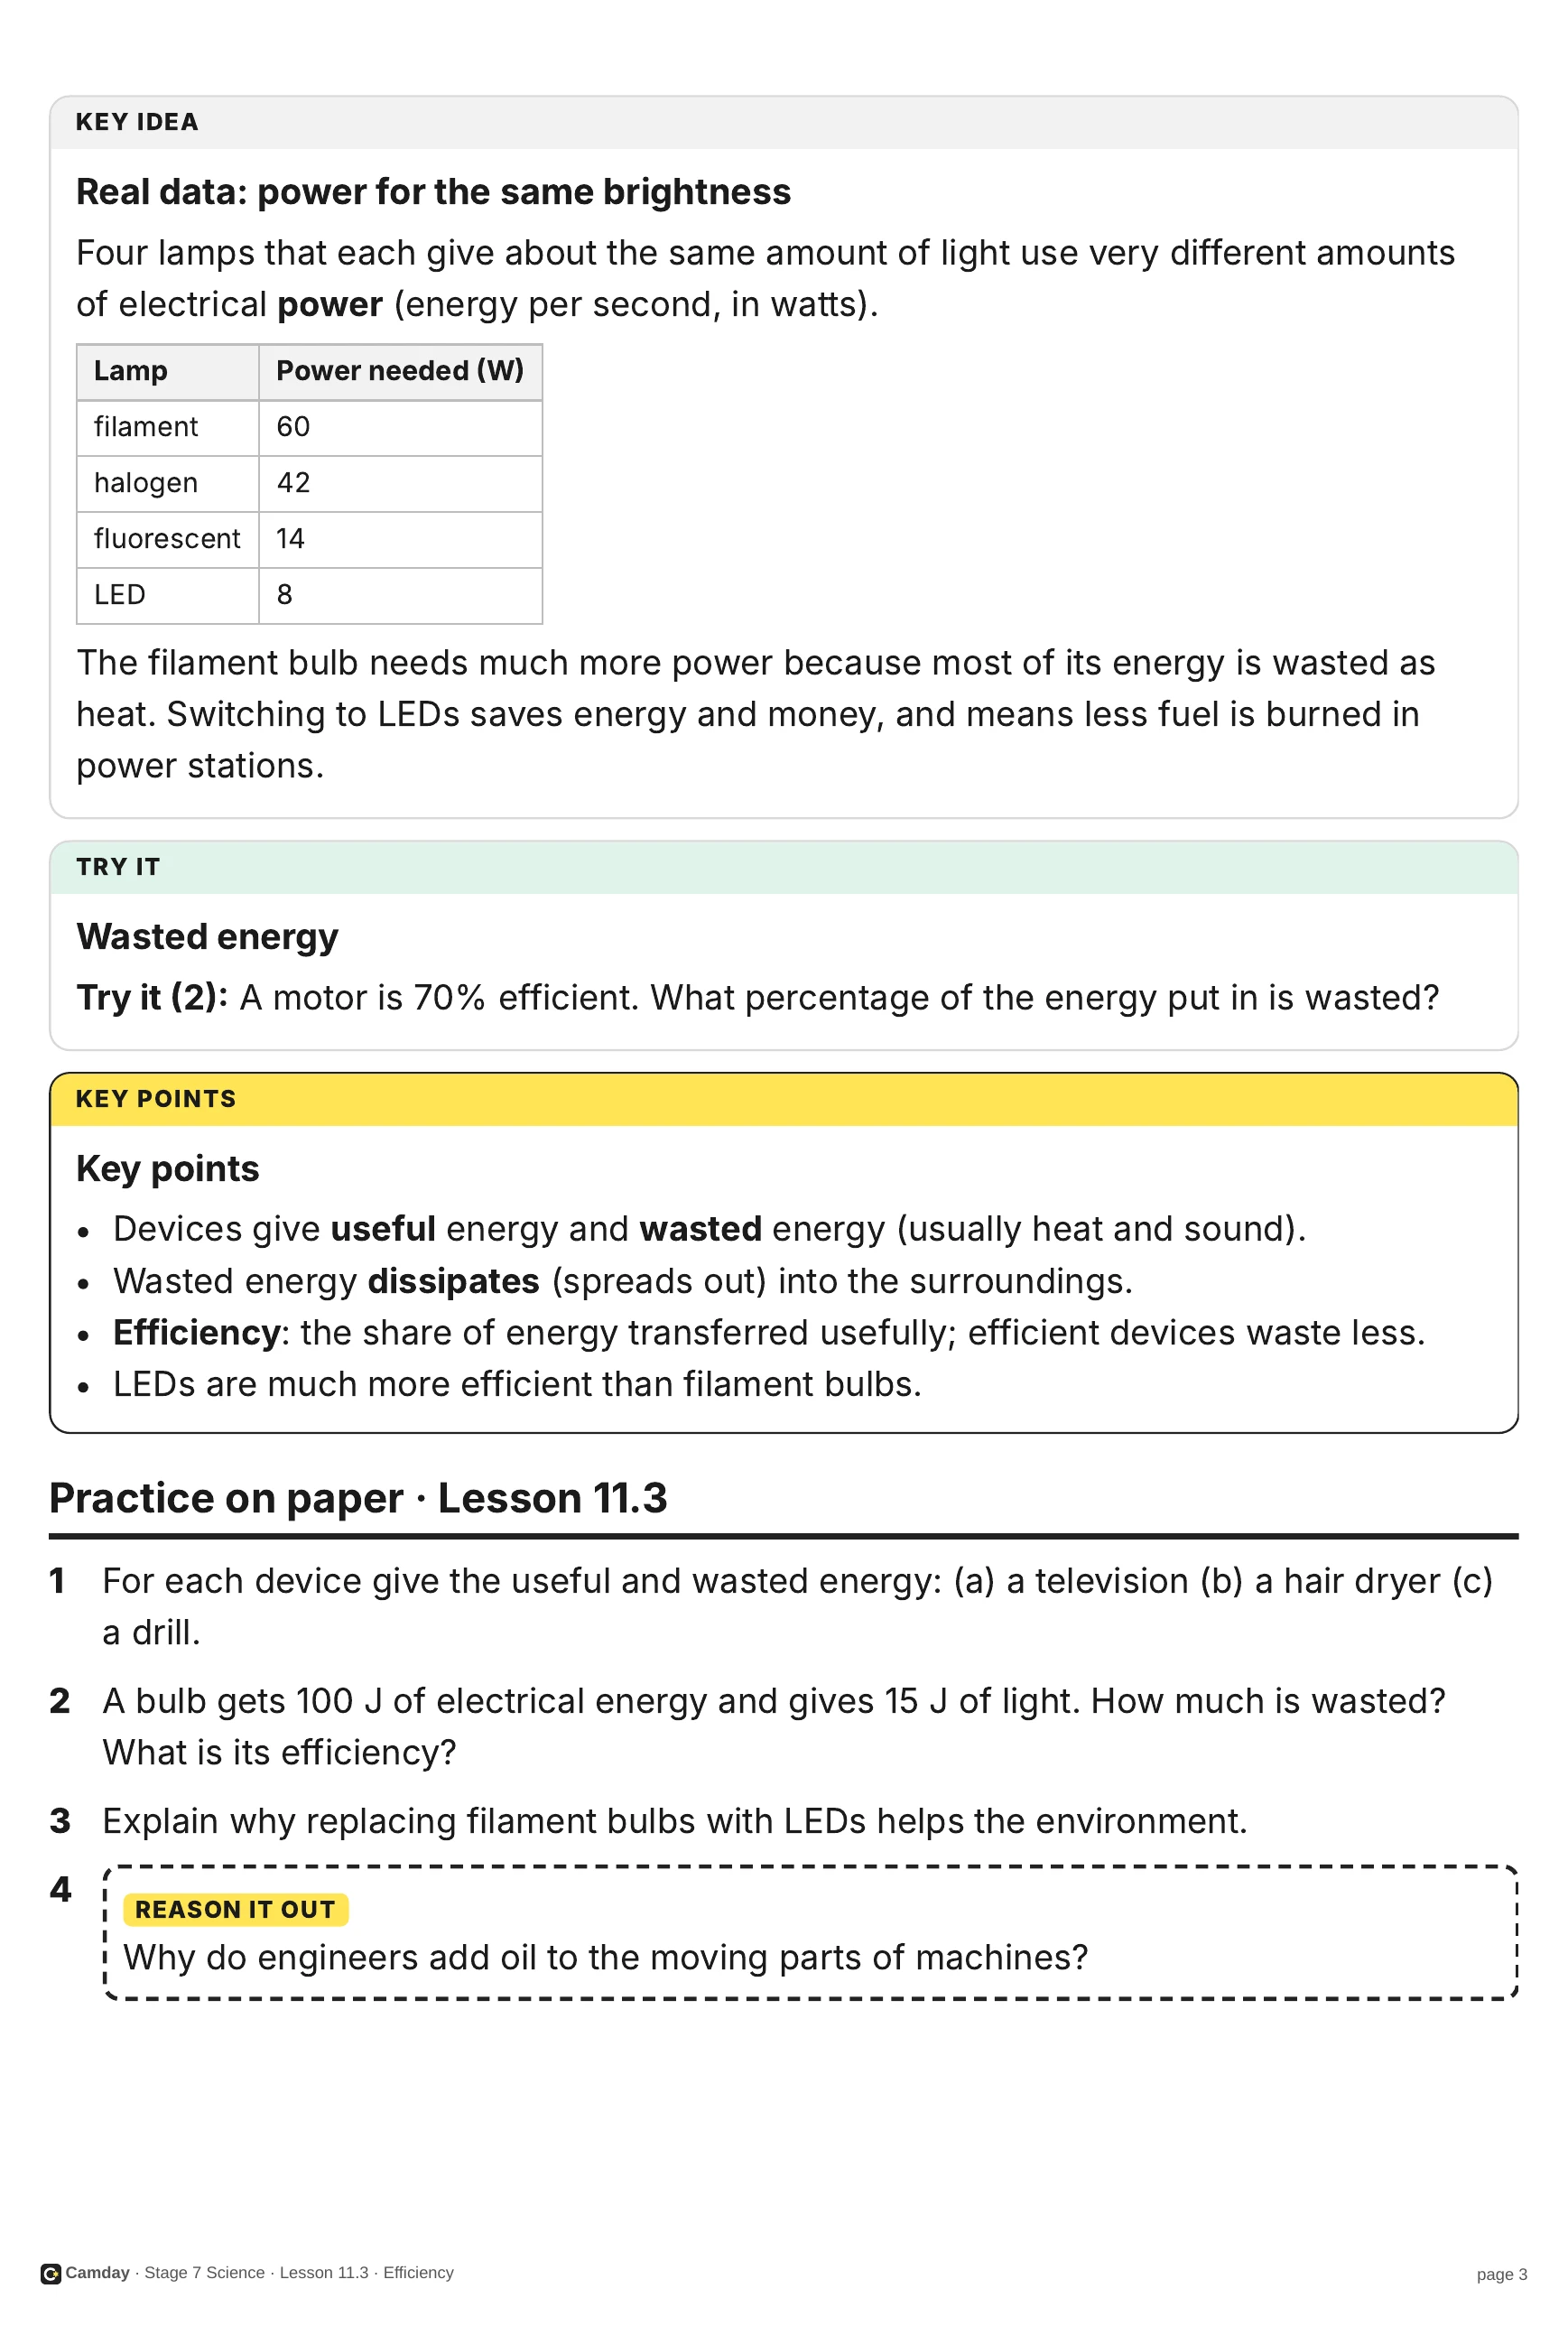 KEY IDEA
Real data: power for the same brightness
Four lamps that each give about the same amount of light use very different amounts
of electrical power (energy per second, in watts).
Lamp Power needed (W)
filament 60
halogen 42
fluorescent 14
LED 8
The filament bulb needs much more power because most of its energy is wasted as
heat. Switching to LEDs saves energy and money, and means less fuel is burned in
power stations.
TRY IT
Wasted energy
Try it (2): A motor is 70% efficient. What percentage of the energy put in is wasted?
KEY POINTS
Key points
• Devices give useful energy and wasted energy (usually heat and sound).
• Wasted energy dissipates (spreads out) into the surroundings.
• Efficiency: the share of energy transferred usefully; efficient devices waste less.
• LEDs are much more efficient than filament bulbs.
Practice on paper · Lesson 11.3
1 For each device give the useful and wasted energy: (a) a television (b) a hair dryer (c)
a drill.
2 A bulb gets 100 J of electrical energy and gives 15 J of light. How much is wasted?
What is its efficiency?
3 Explain why replacing filament bulbs with LEDs helps the environment.
4 REASON IT OUT
Why do engineers add oil to the moving parts of machines?
Camday · Stage 7 Science · Lesson 11.3 · Efficiency page 3